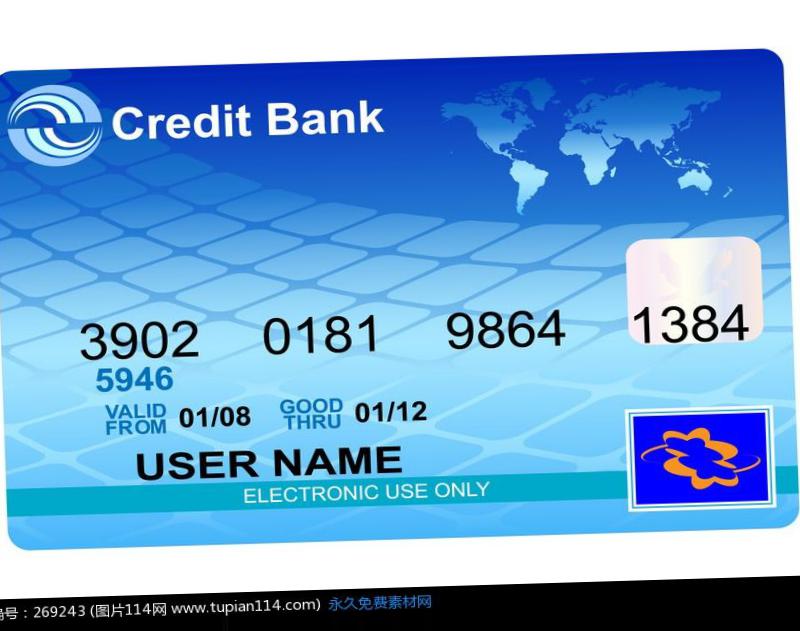 Credit Bank
3902 0181 9864 1384
5946
VALID FROM 01/08 GOOD THRU 01/12
USER NAME
ELECTRONIC USE ONLY
编号：269243 (图片114网 www.tupian114.com) 永久免费素材网